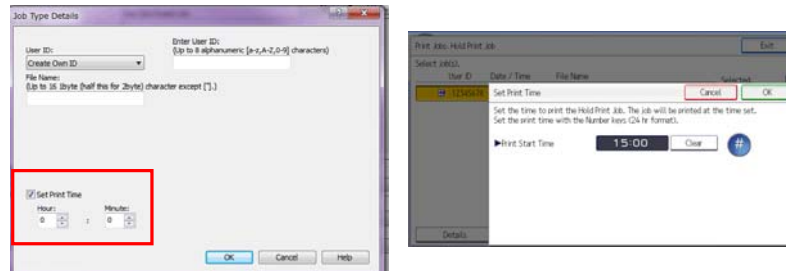 Job Type Details
User ID:
Create Own ID
Enter User ID:
(Up to 8 alphanumeric [a-z,A-Z,0-9] characters)
File Name:
(Up to 16 1byte (half this for 2byte) character except ["].)
Set Print Time
Hour:
Minute:
0 : 0
OK Cancel Help
Print Jobs: Hold Print Job Exit
Select job(s).
User ID Date / Time File Name Selected
12345678
Set Print Time Cancel OK
Set the time to print the Hold Print Job. The job will be printed at the time set.
Set the print time with the Number keys (24 hr format).
▶Print Start Time 15:00 Clear #
Details